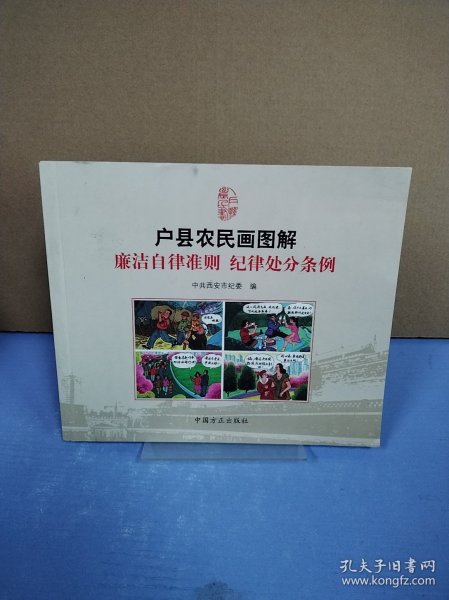 户县农民画图解
廉洁自律准则 纪律处分条例
中共西安市纪委 编
中国方正出版社
孔夫子旧书网
www.kongfz.com